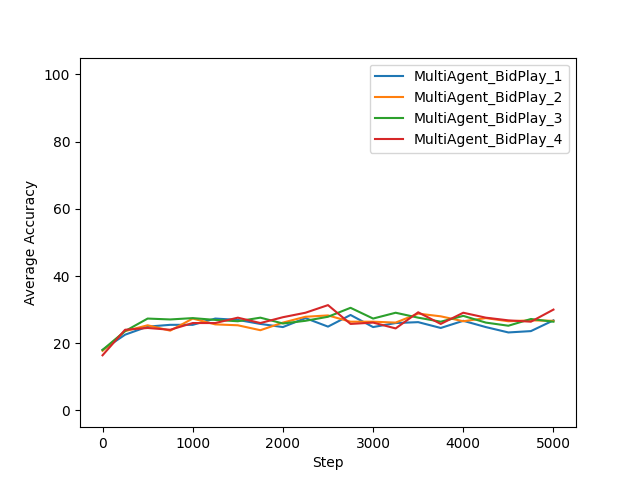 MultiAgent_BidPlay_1
MultiAgent_BidPlay_2
MultiAgent_BidPlay_3
MultiAgent_BidPlay_4
Average Accuracy
100
80
60
40
20
0
0 1000 2000 3000 4000 5000
Step